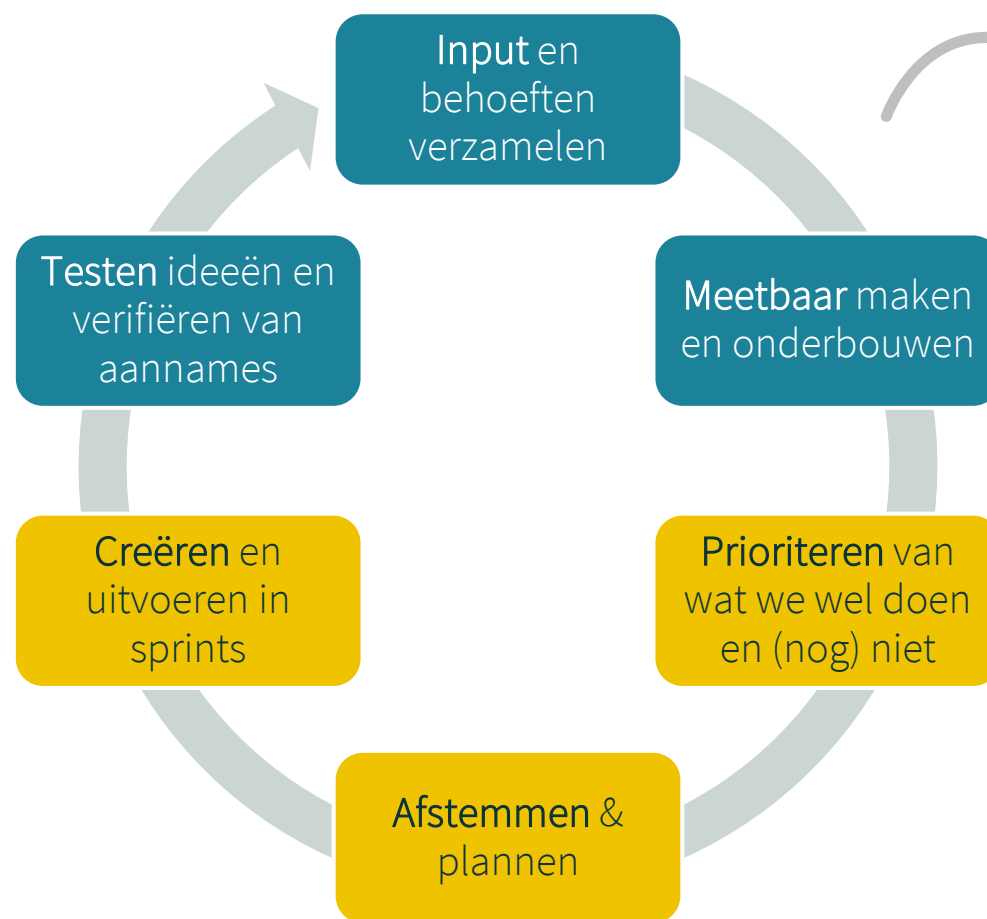 Input en
behoeften
verzamelen
Meetbaar maken
en onderbouwen
Prioriteren van
wat we wel doen
en (nog) niet
Afstemmen &
plannen
Creëren en
uitvoeren in
sprints
Testen ideeën en
verifiëren van
aannames